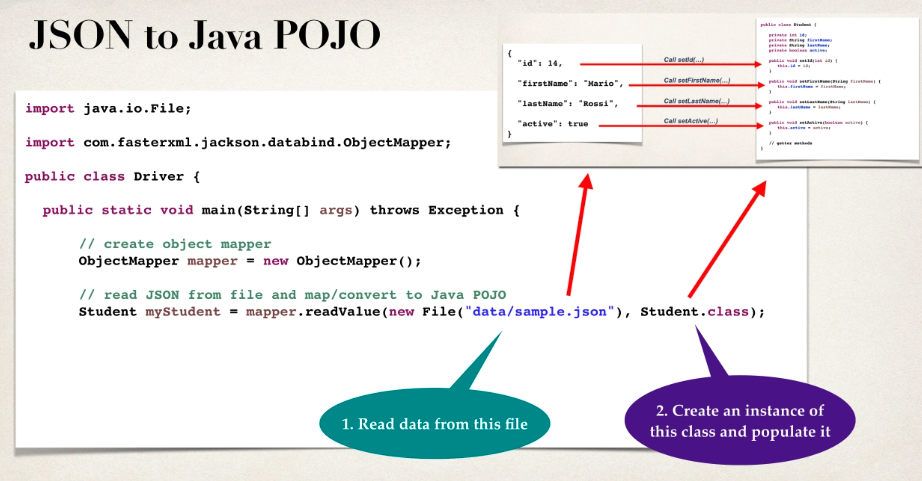 JSON to Java POJO
import java.io.File;
import com.fasterxml.jackson.databind.ObjectMapper;
public class Driver {
public static void main(String[] args) throws Exception {
// create object mapper
ObjectMapper mapper = new ObjectMapper();
// read JSON from file and map/convert to Java POJO
Student myStudent = mapper.readValue(new File("data/sample.json"), Student.class);
1. Read data from this file
2. Create an instance of
this class and populate it
{
"id": 14,
"firstName": "Mario",
"lastName": "Rossi",
"active": true
}
Call setId(...)
Call setFirstName(...)
Call setLastName(...)
Call setActive(...)
public class Student {
private int id;
private String firstName;
private String lastName;
private boolean active;
public void setId(int id) {
this.id = id;
}
public void setFirstName(String firstName) {
this.firstName = firstName;
}
public void setLastName(String lastName) {
this.lastName = lastName;
}
public void setActive(boolean active) {
this.active = active;
}
// getter methods
}